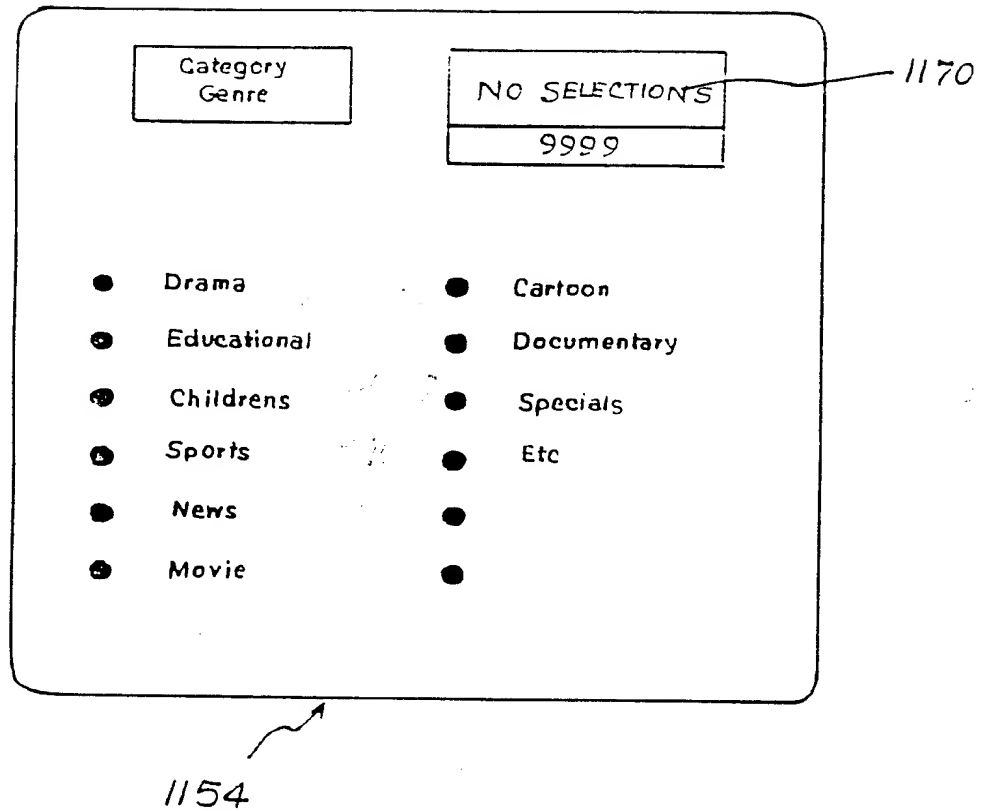 Category
Genre
NO SELECTIONS
9999
1170
Drama
Educational
Childrens
Sports
News
Movie
Cartoon
Documentary
Specials
Etc
1154